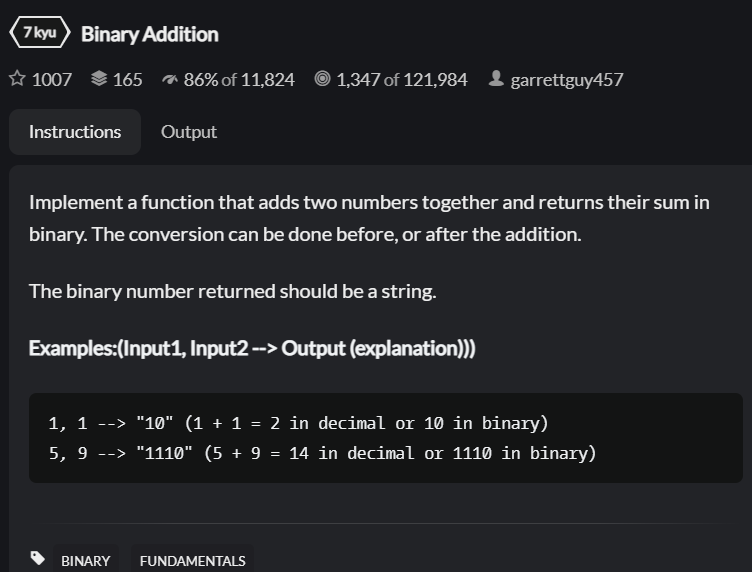 7 kyu Binary Addition
1007 165 86% of 11,824 1,347 of 121,984 garrettguy457
Instructions Output
Implement a function that adds two numbers together and returns their sum in
binary. The conversion can be done before, or after the addition.
The binary number returned should be a string.
Examples:(Input1, Input2 --> Output (explanation)))
1, 1 --> "10" (1 + 1 = 2 in decimal or 10 in binary)
5, 9 --> "1110" (5 + 9 = 14 in decimal or 1110 in binary)
BINARY FUNDAMENTALS